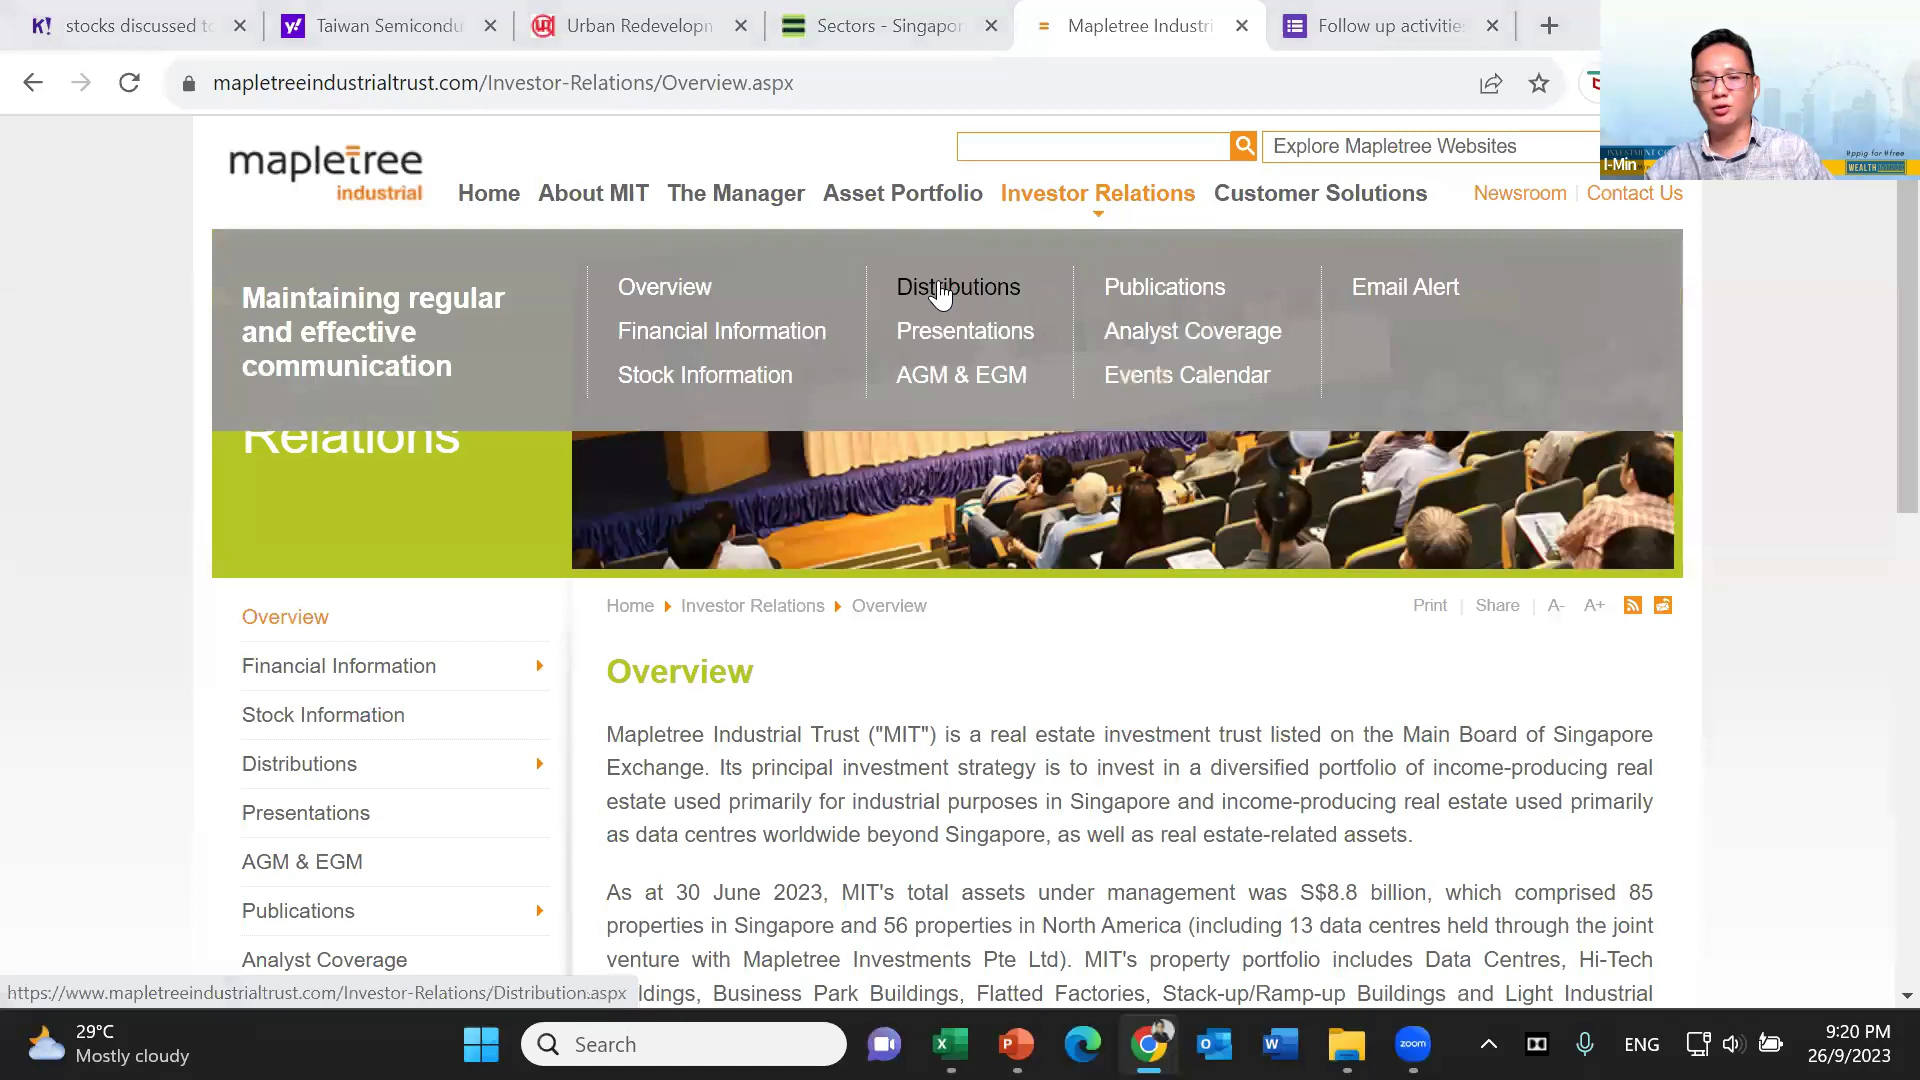 stocks discussed to
Taiwan Semicondu
Urban Redevelopn
Sectors - Singapor
Mapletree Industri
Follow up activitie
mapletreeindustrialtrust.com/Investor-Relations/Overview.aspx
I-Min
#ppig for #free
WEALTH
mapletree
industrial
Explore Mapletree Websites
Home About MIT The Manager Asset Portfolio Investor Relations Customer Solutions Newsroom | Contact Us
Maintaining regular
and effective
communication
Overview
Financial Information
Stock Information
Distributions
Presentations
AGM & EGM
Publications
Analyst Coverage
Events Calendar
Email Alert
Relations
Overview
Financial Information
Stock Information
Distributions
Presentations
AGM & EGM
Publications
Analyst Coverage
Home Investor Relations Overview
Print | Share | A- A+
Overview
Mapletree Industrial Trust ("MIT") is a real estate investment trust listed on the Main Board of Singapore
Exchange. Its principal investment strategy is to invest in a diversified portfolio of income-producing real
estate used primarily for industrial purposes in Singapore and income-producing real estate used primarily
as data centres worldwide beyond Singapore, as well as real estate-related assets.
As at 30 June 2023, MIT's total assets under management was S$8.8 billion, which comprised 85
properties in Singapore and 56 properties in North America (including 13 data centres held through the joint
venture with Mapletree Investments Pte Ltd). MIT's property portfolio includes Data Centres, Hi-Tech
ldings, Business Park Buildings, Flatted Factories, Stack-up/Ramp-up Buildings and Light Industrial
https://www.mapletreeindustrialtrust.com/Investor-Relations/Distribution.aspx
29°C
Mostly cloudy
Search
zoom
ENG
9:20 PM
26/9/2023